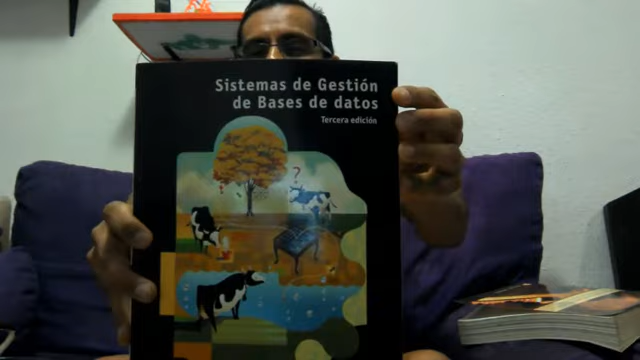 Sistemas de Gestión
de Bases de datos
Tercera edición